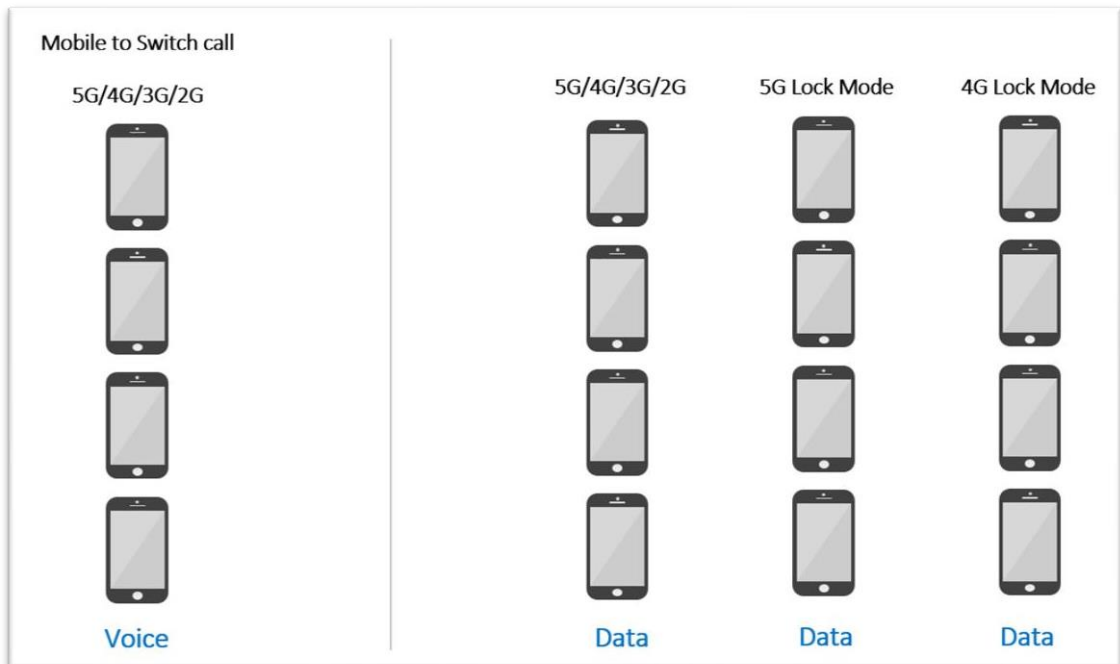 Mobile to Switch call
5G/4G/3G/2G
5G/4G/3G/2G
5G Lock Mode
4G Lock Mode
Voice
Data
Data
Data